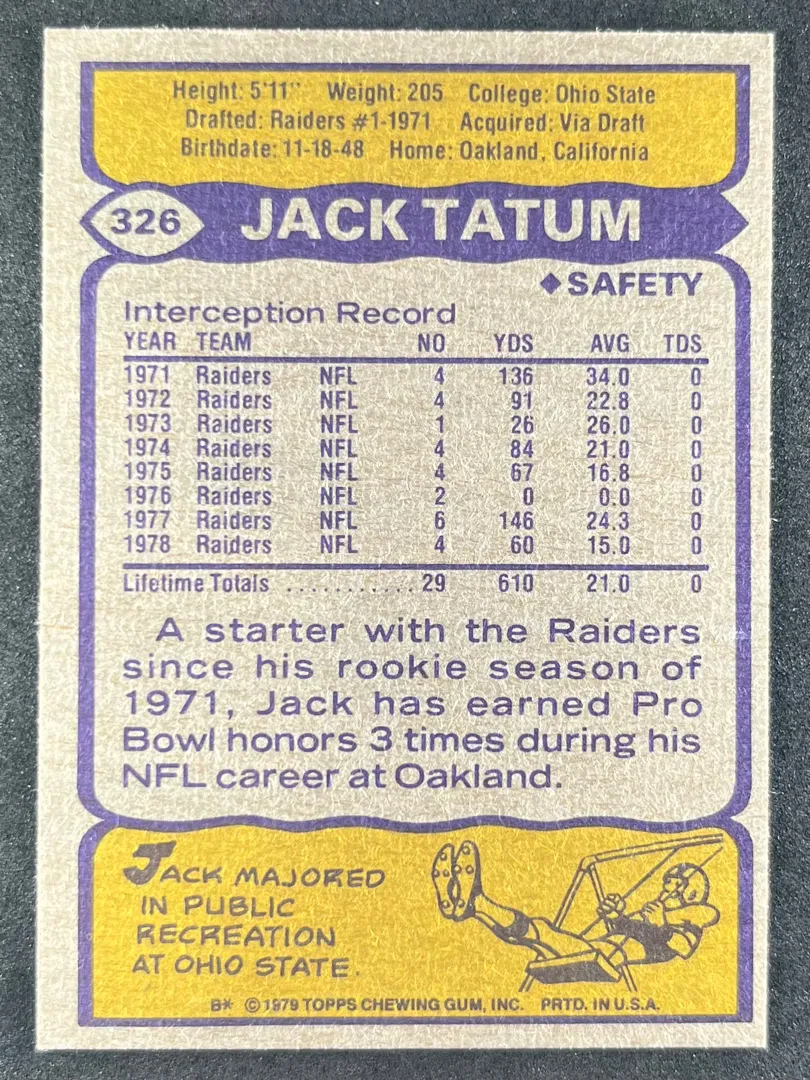 Height: 5'11" Weight: 205 College: Ohio State
Drafted: Raiders #1-1971 Acquired: Via Draft
Birthdate: 11-18-48 Home: Oakland, California
326 JACK TATUM
◆SAFETY
Interception Record
YEAR TEAM NO YDS AVG TDS
1971 Raiders NFL 4 136 34.0 0
1972 Raiders NFL 4 91 22.8 0
1973 Raiders NFL 1 26 26.0 0
1974 Raiders NFL 4 84 21.0 0
1975 Raiders NFL 4 67 16.8 0
1976 Raiders NFL 2 0 0.0 0
1977 Raiders NFL 6 146 24.3 0
1978 Raiders NFL 4 60 15.0 0
Lifetime Totals ........... 29 610 21.0 0
A starter with the Raiders
since his rookie season of
1971, Jack has earned Pro
Bowl honors 3 times during his
NFL career at Oakland.
JACK MAJORED
IN PUBLIC
RECREATION
AT OHIO STATE.
B* © 1979 TOPPS CHEWING GUM, INC. PRTD. IN U.S.A.